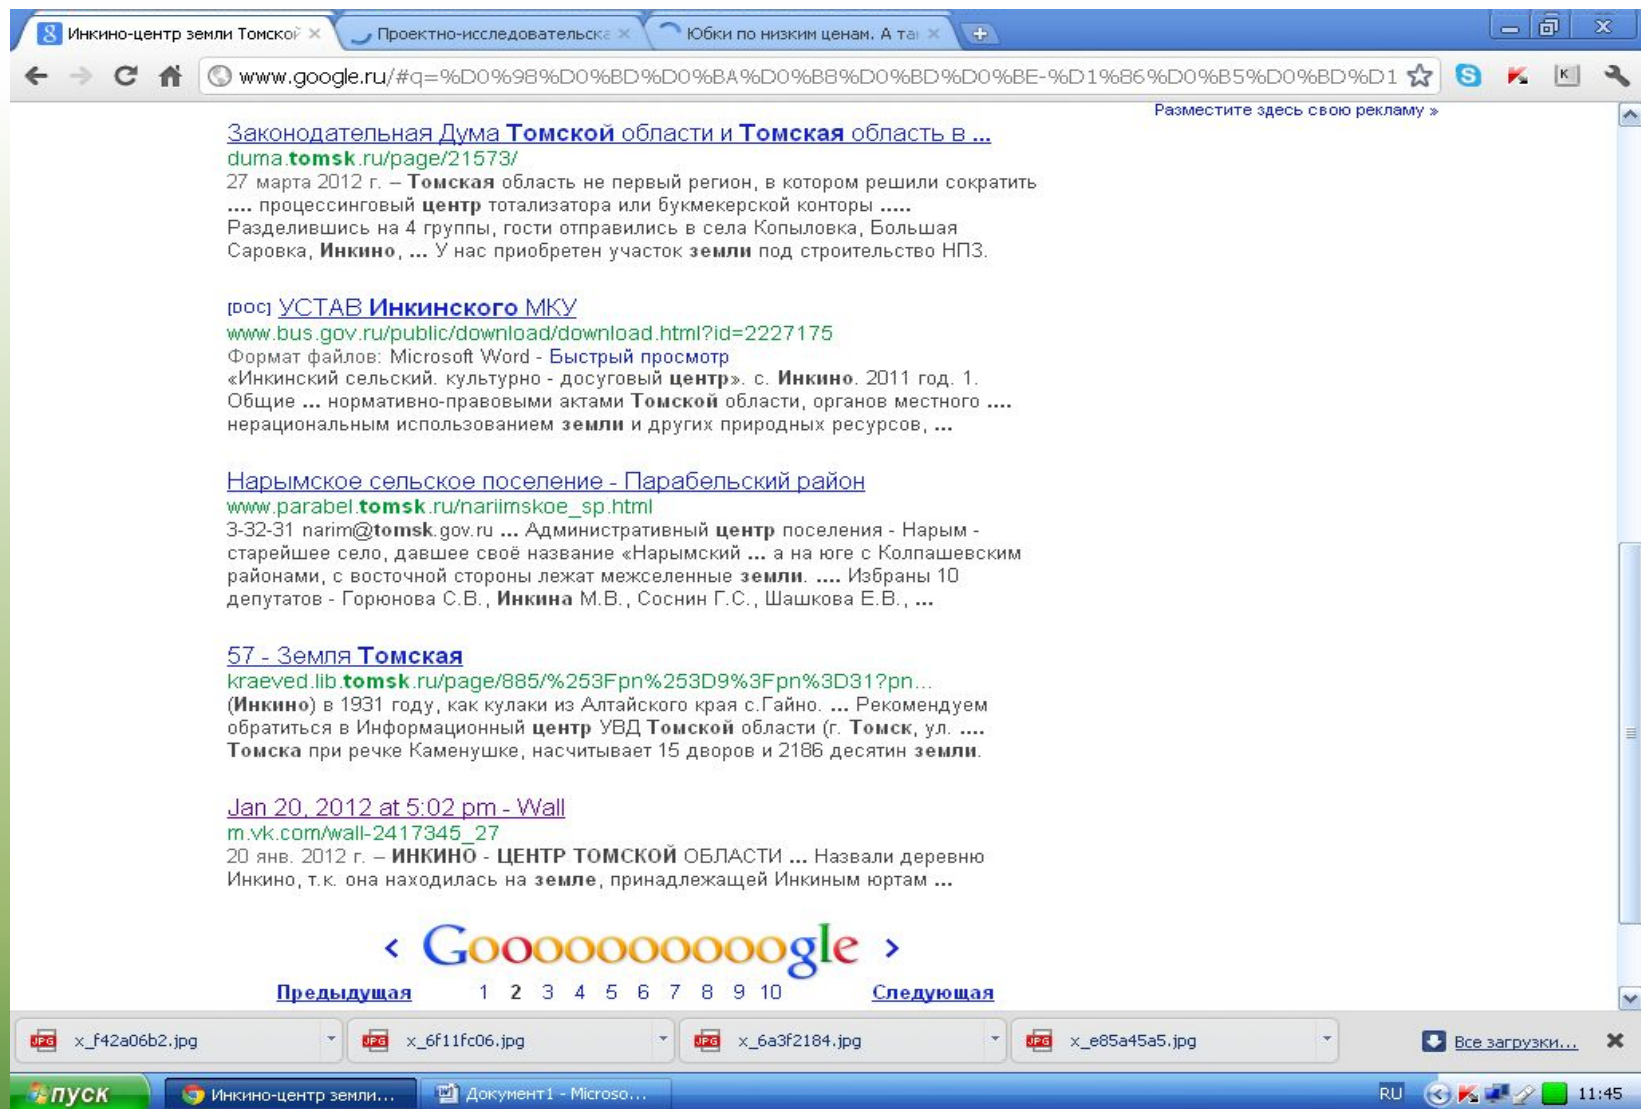 Инкино-центр земли Томской
Проектно-исследовательска
Юбки по низким ценам. А та
www.google.ru/#q=%D0%98%D0%BD%D0%BA%D0%B8%D0%BD%D0%BE-%D1%86%D0%B5%D0%BD%D1
Разместите здесь свою рекламу »
Законодательная Дума Томской области и Томская область в ...
duma.tomsk.ru/page/21573/
27 марта 2012 г. – Томская область не первый регион, в котором решили сократить
.... процессинговый центр тотализатора или букмекерской конторы .....
Разделившись на 4 группы, гости отправились в села Копыловка, Большая
Саровка, Инкино, ... У нас приобретен участок земли под строительство НПЗ.
[DOC] УСТАВ Инкинского МКУ
www.bus.gov.ru/public/download/download.html?id=2227175
Формат файлов: Microsoft Word - Быстрый просмотр
«Инкинский сельский. культурно - досуговый центр». с. Инкино. 2011 год. 1.
Общие ... нормативно-правовыми актами Томской области, органов местного ....
нерациональным использованием земли и других природных ресурсов, ...
Нарымское сельское поселение - Парабельский район
www.parabel.tomsk.ru/nariimskoe_sp.html
3-32-31 narim@tomsk.gov.ru ... Административный центр поселения - Нарым -
старейшее село, давшее своё название «Нарымский ... а на юге с Колпашевским
районами, с восточной стороны лежат межселенные земли. .... Избраны 10
депутатов - Горюнова С.В., Инкина М.В., Соснин Г.С., Шашкова Е.В., ...
57 - Земля Томская
kraeved.lib.tomsk.ru/page/885/%253Fpn%253D9%3Fpn%3D31?pn...
(Инкино) в 1931 году, как кулаки из Алтайского края с.Гайно. ... Рекомендуем
обратиться в Информационный центр УВД Томской области (г. Томск, ул. ....
Томска при речке Каменушке, насчитывает 15 дворов и 2186 десятин земли.
Jan 20, 2012 at 5:02 pm - Wall
m.vk.com/wall-2417345_27
20 янв. 2012 г. – ИНКИНО - ЦЕНТР ТОМСКОЙ ОБЛАСТИ ... Назвали деревню
Инкино, т.к. она находилась на земле, принадлежащей Инкиным юртам ...
< Goooooooooogle >
Предыдущая 1 2 3 4 5 6 7 8 9 10 Следующая
x_f42a06b2.jpg x_6f11fc06.jpg x_6a3f2184.jpg x_e85a45a5.jpg Все загрузки...
пуск Инкино-центр земли... Документ1 - Microso... RU 11:45